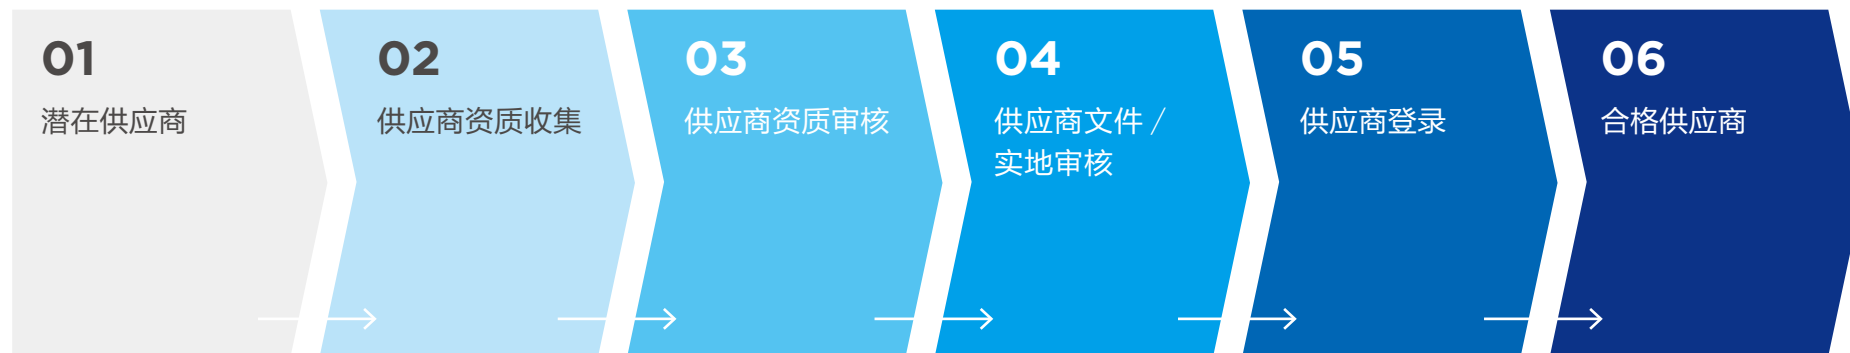 01
潜在供应商
02
供应商资质收集
03
供应商资质审核
04
供应商文件 /
实地审核
05
供应商登录
06
合格供应商